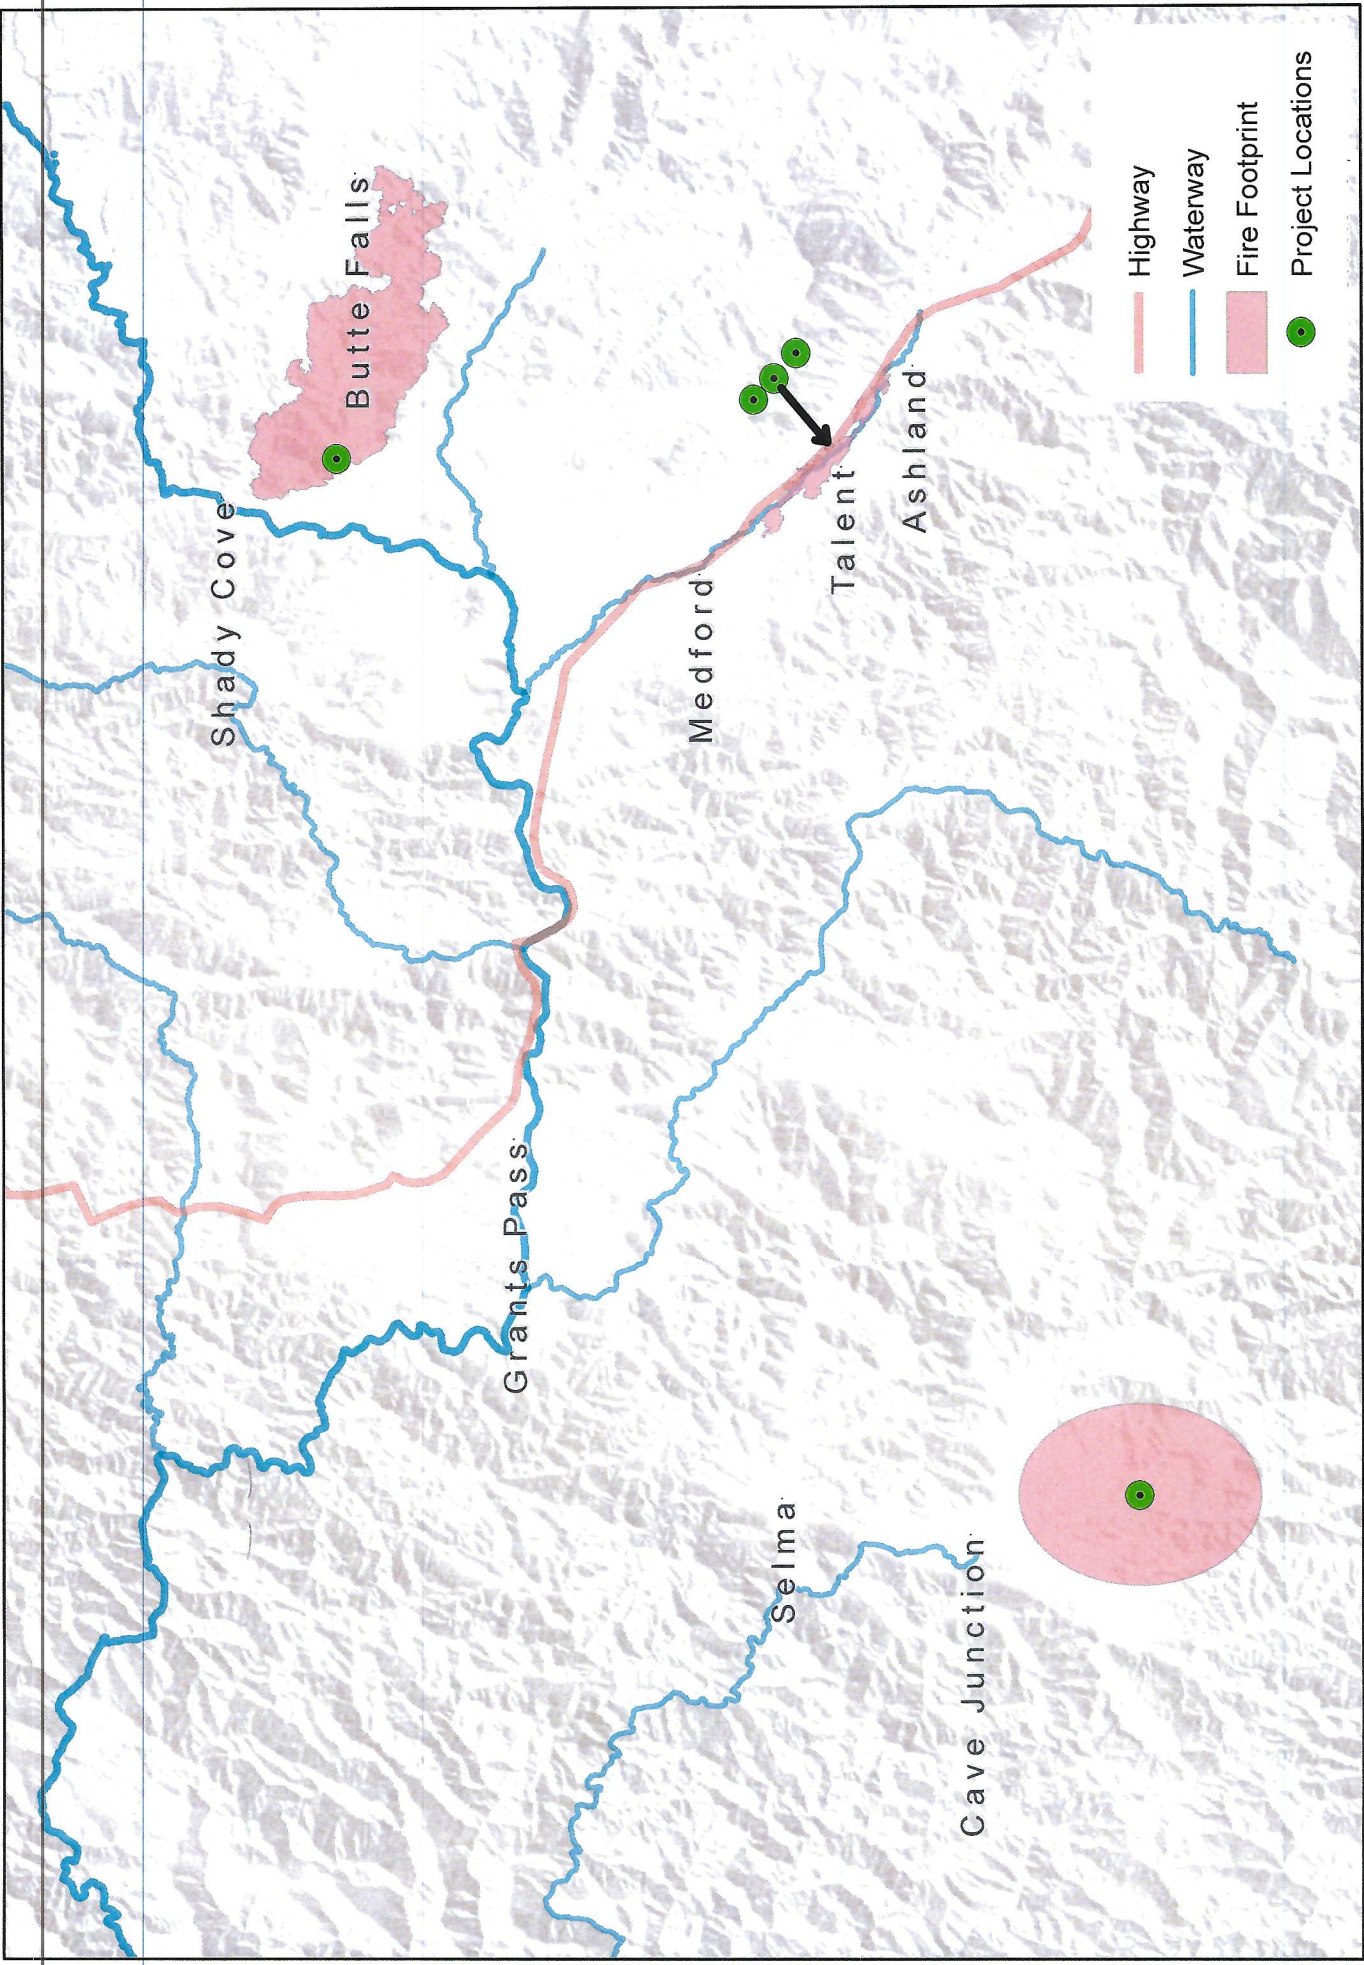 Butte Falls
Shady Cove
Grants Pass
Medford
Talent
Ashland
Selma
Cave Junction
Highway
Waterway
Fire Footprint
Project Locations